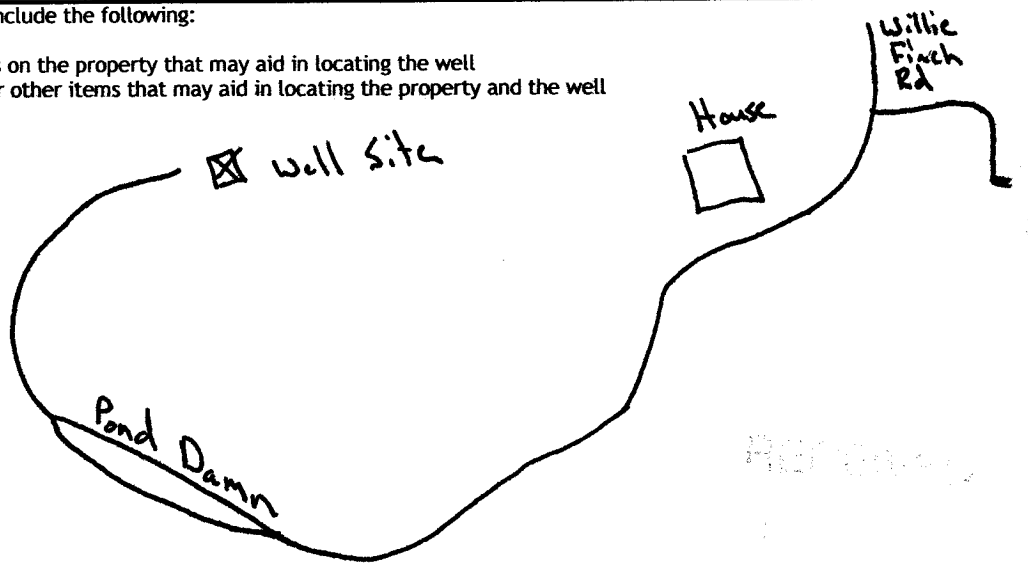 nclude the following:
on the property that may aid in locating the well
other items that may aid in locating the property and the well
Willie
Finch
Rd
House
Well Site
Pond Damn